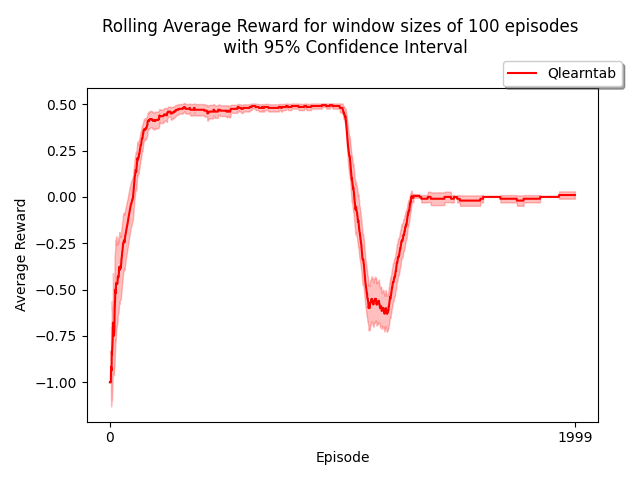 Rolling Average Reward for window sizes of 100 episodes
with 95% Confidence Interval
Qlearntab
0.50
0.25
0.00
−0.25
−0.50
−0.75
−1.00
Average Reward
0
1999
Episode